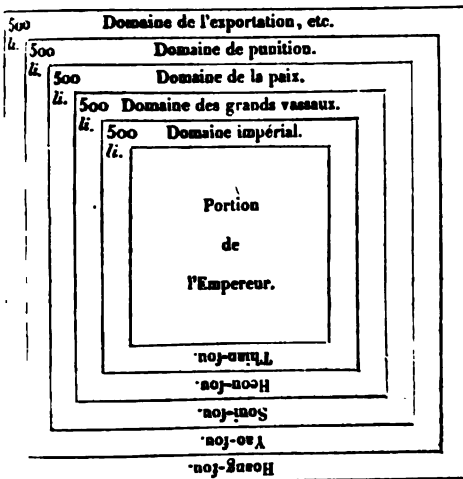 500 Domaine de l'exportation, etc.
li.
500 Domaine de punition.
li.
500 Domaine de la paix.
li.
500 Domaine des grands vassaux.
li.
500 Domaine impérial.
li.
Portion
de
l'Empereur.
Thian-fou.
Heou-fou.
Soui-fou.
Yao-fou.
Hoang-fou.